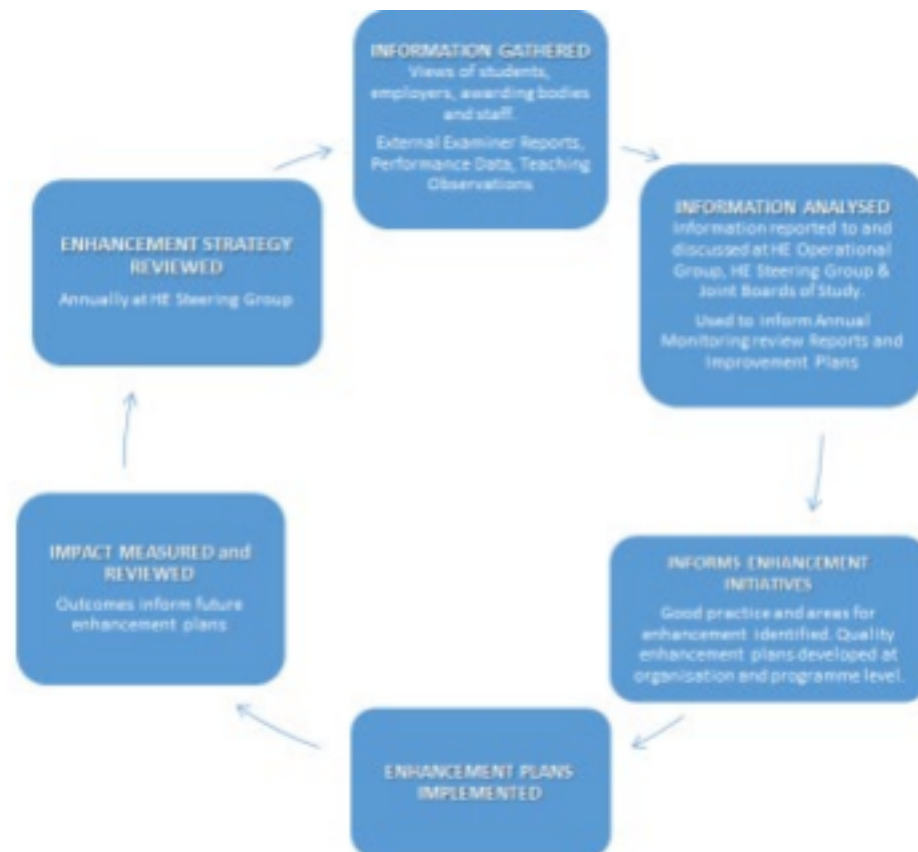 INFORMATION GATHERED
Views of students,
employers, awarding bodies
and staff.
External Examiner Reports,
Performance Data, Teaching
Observations
INFORMATION ANALYSED
Information reported to and
discussed at HE Operational
Group, HE Steering Group &
Joint Boards of Study.
Used to inform Annual
Monitoring review Reports and
Improvement Plans
INFORMS ENHANCEMENT
INITIATIVES
Good practice and areas for
enhancement identified. Quality
enhancement plans developed at
organisation and programme level.
ENHANCEMENT PLANS
IMPLEMENTED
IMPACT MEASURED and
REVIEWED
Outcomes inform future
enhancement plans
ENHANCEMENT STRATEGY
REVIEWED
Annually at HE Steering Group